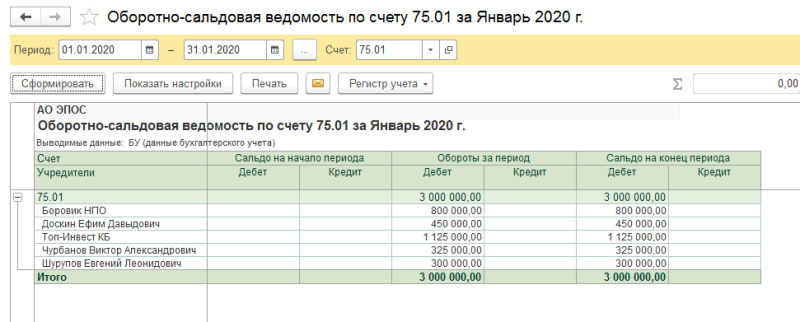 Оборотно-сальдовая ведомость по счету 75.01 за Январь 2020 г.
Период: 01.01.2020 – 31.01.2020 ... Счет: 75.01
Сформировать Показать настройки Печать Регистр учета Σ 0,00
АО ЭПОС
Оборотно-сальдовая ведомость по счету 75.01 за Январь 2020 г.
Выводимые данные: БУ (данные бухгалтерского учета)
Счет Сальдо на начало периода Обороты за период Сальдо на конец периода
Учредители Дебет Кредит Дебет Кредит Дебет Кредит
75.01 3 000 000,00 3 000 000,00
Боровик НПО 800 000,00 800 000,00
Доскин Ефим Давыдович 450 000,00 450 000,00
Топ-Инвест КБ 1 125 000,00 1 125 000,00
Чурбанов Виктор Александрович 325 000,00 325 000,00
Шурупов Евгений Леонидович 300 000,00 300 000,00
Итого 3 000 000,00 3 000 000,00